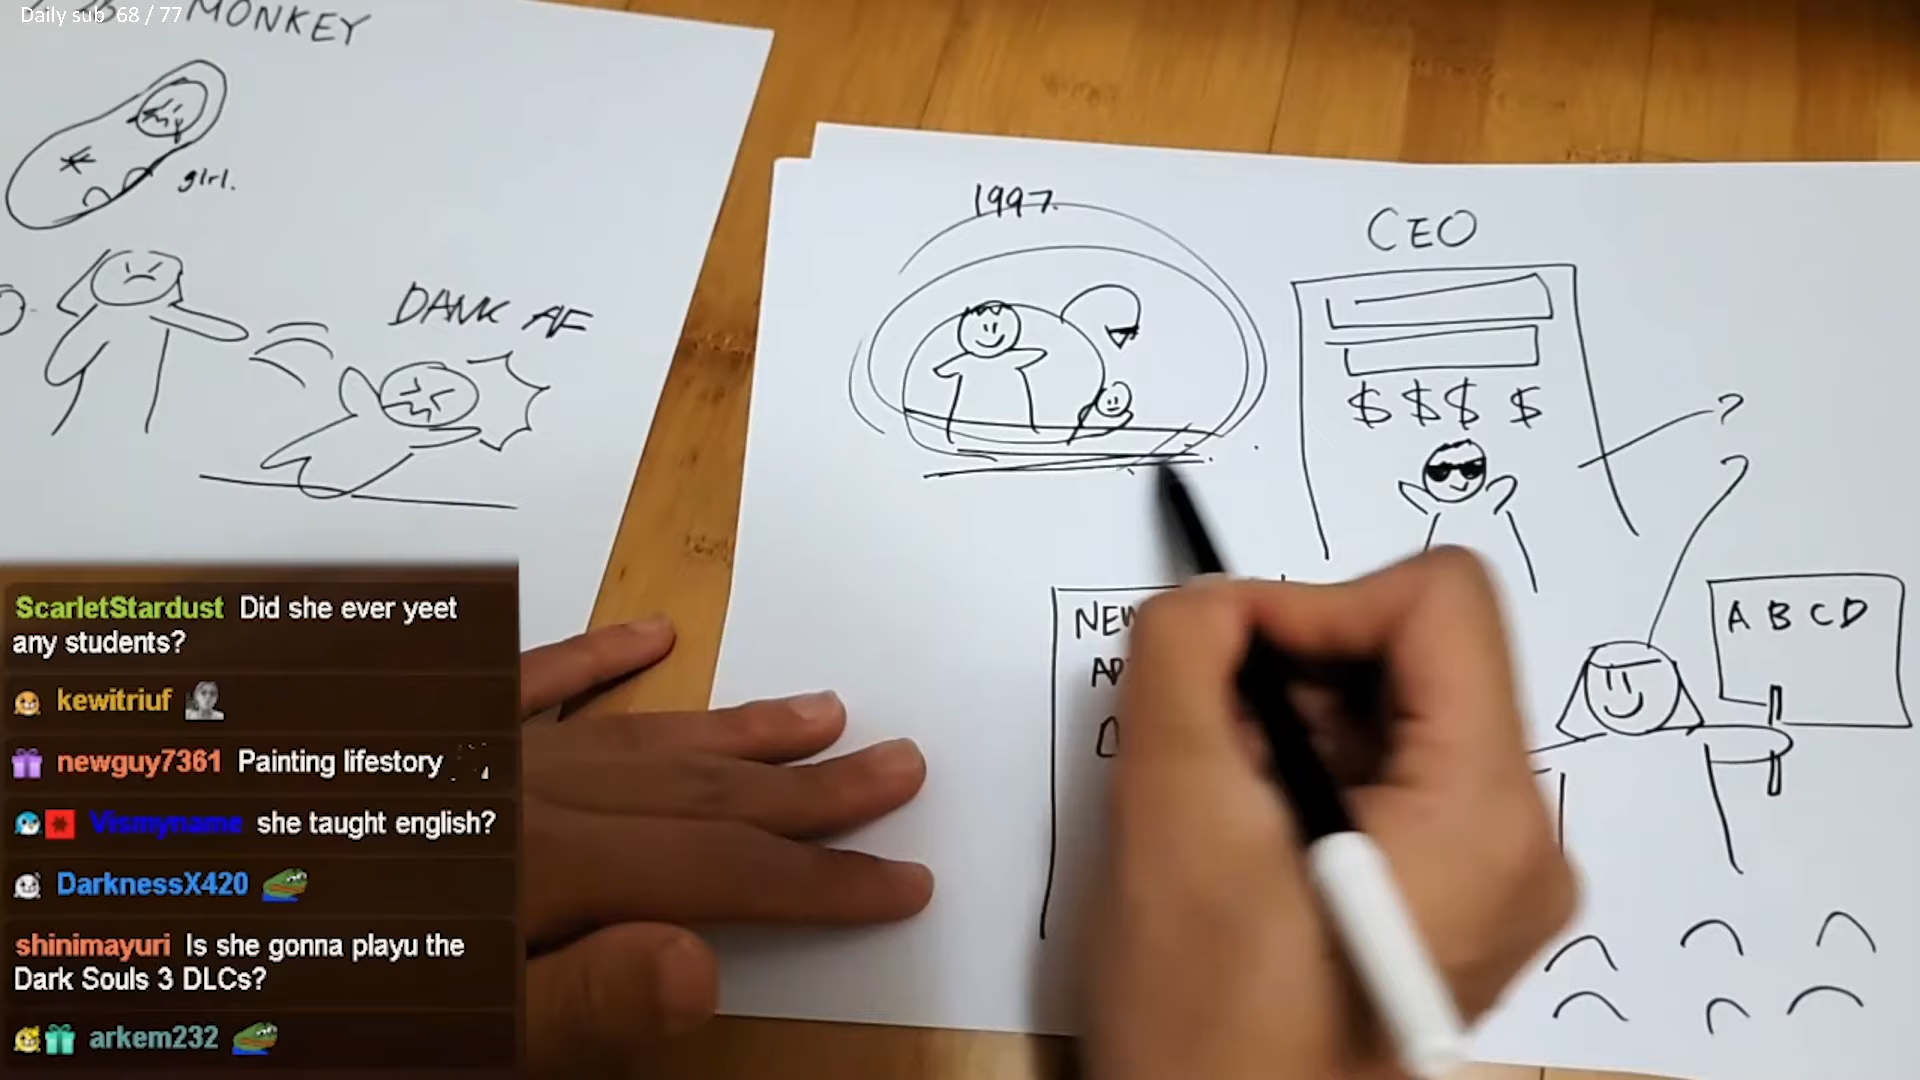 Daily sub 68 / 77
MONKEY
girl.
DANK AF
1997.
CEO
$ $ $ $
?
?
NEW
A B C D
ScarletStardust Did she ever yeet
any students?
kewitriuf
newguy7361 Painting lifestory
Vismyname she taught english?
DarknessX420
shinimayuri Is she gonna playu the
Dark Souls 3 DLCs?
arkem232